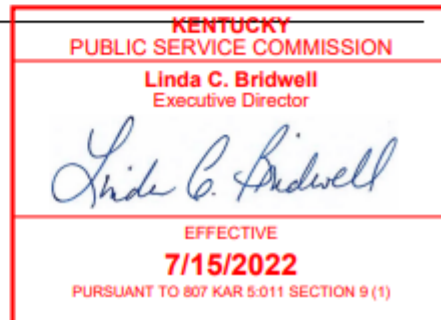 KENTUCKY
PUBLIC SERVICE COMMISSION
Linda C. Bridwell
Executive Director
Linda C. Bridwell
EFFECTIVE
7/15/2022
PURSUANT TO 807 KAR 5:011 SECTION 9 (1)